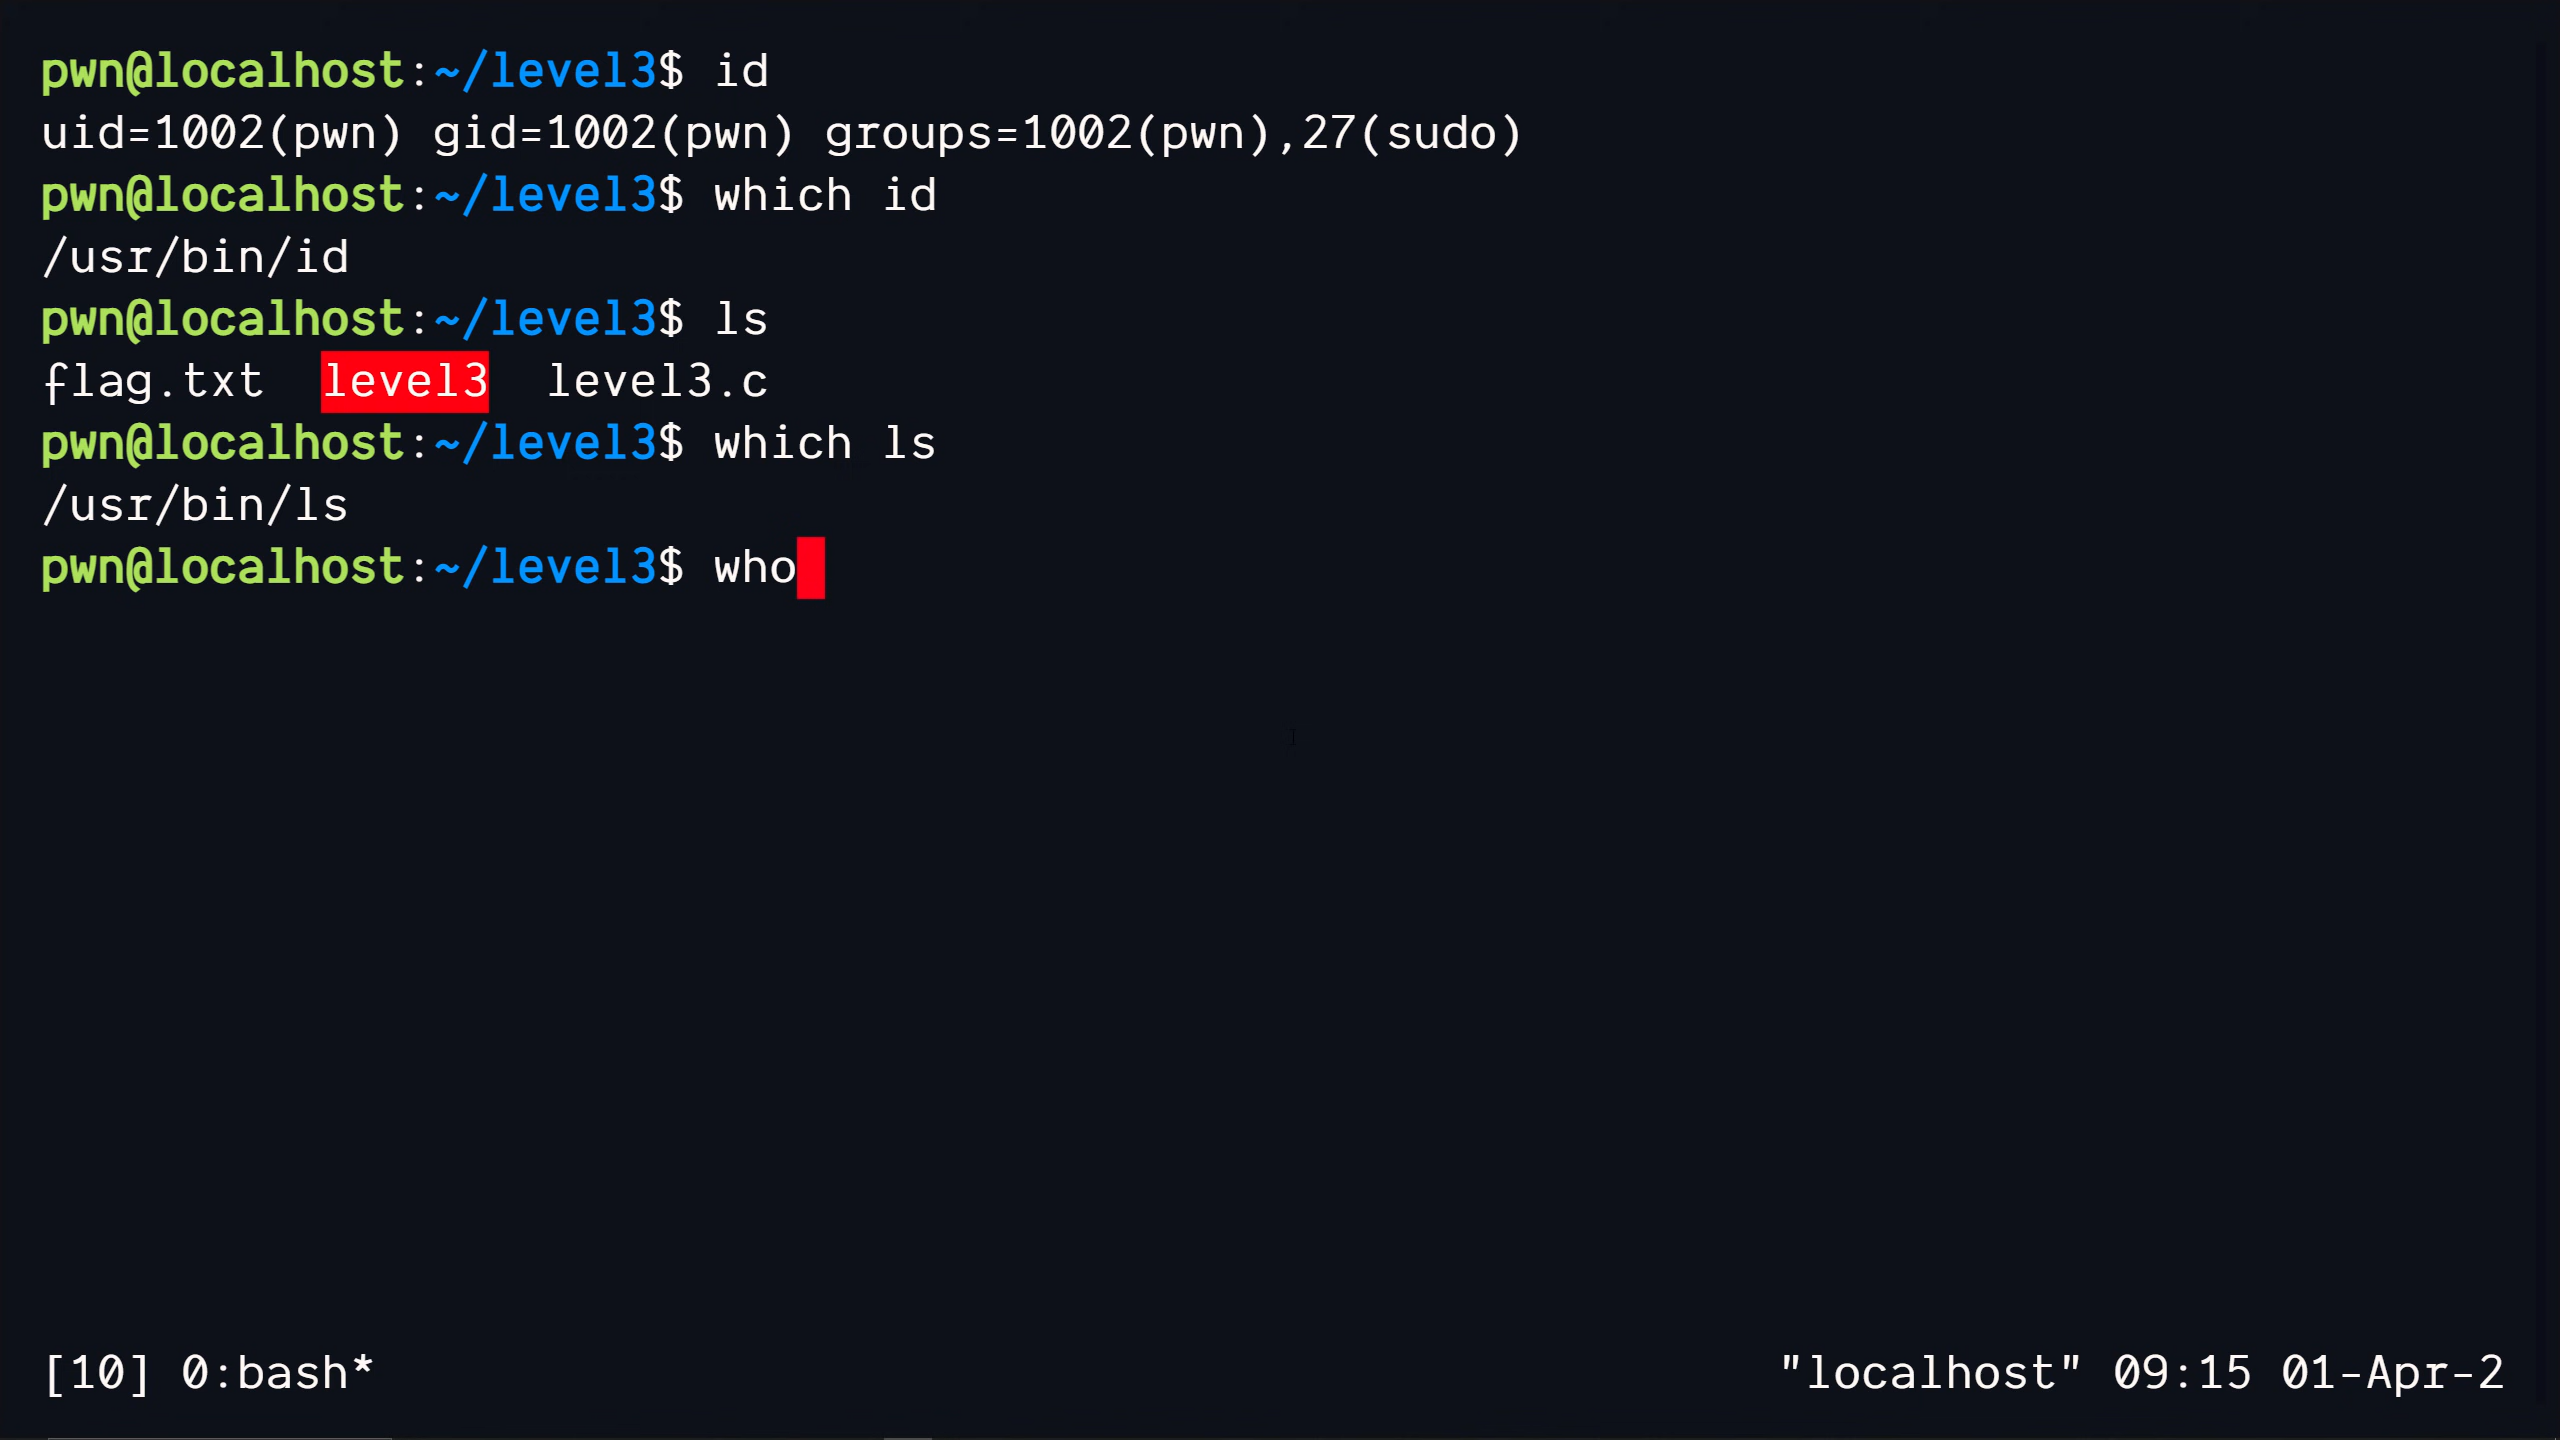 pwn@localhost:~/level3$ id
uid=1002(pwn) gid=1002(pwn) groups=1002(pwn),27(sudo)
pwn@localhost:~/level3$ which id
/usr/bin/id
pwn@localhost:~/level3$ ls
flag.txt  level3  level3.c
pwn@localhost:~/level3$ which ls
/usr/bin/ls
pwn@localhost:~/level3$ who
[10] 0:bash* "localhost" 09:15 01-Apr-2